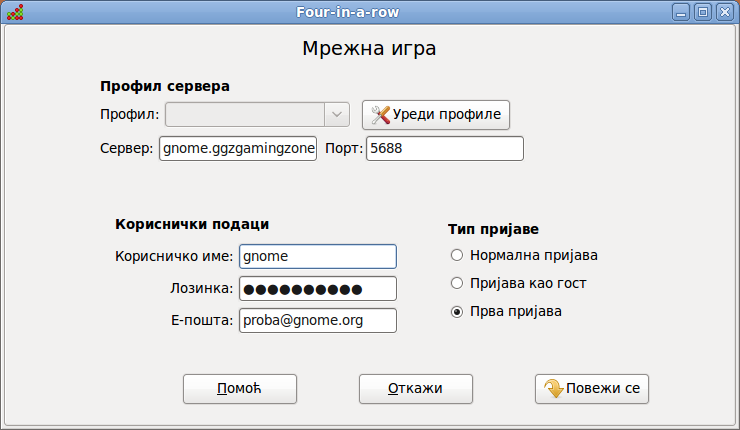 Four-in-a-row
Мрежна игра
Профил сервера
Профил:
Уреди профиле
Сервер: gnome.ggzgamingzone Порт: 5688
Кориснички подаци
Тип пријаве
Корисничко име: gnome
Нормална пријава
Лозинка: ●●●●●●●●●●
Пријава као гост
Е-пошта: proba@gnome.org
Прва пријава
Помоћ
Откажи
Повежи се